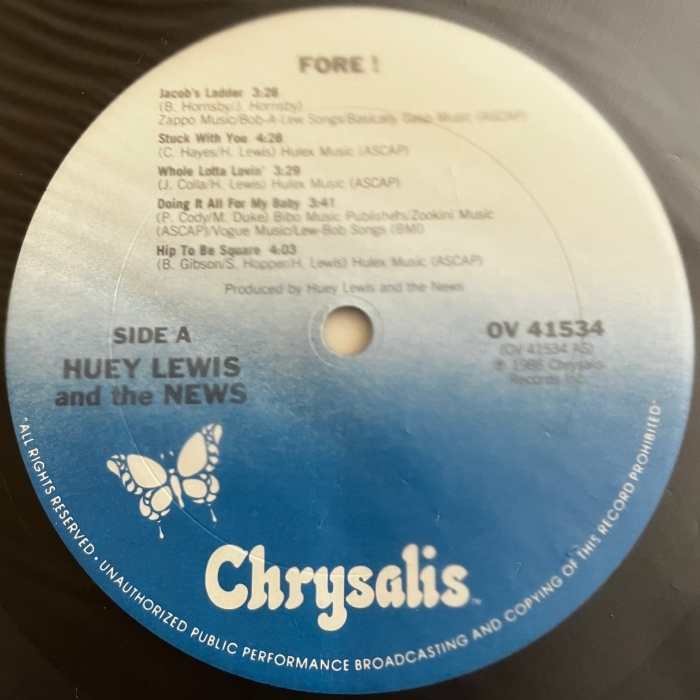 FORE !
Jacob's Ladder 3:28
(B. Hornsby/J. Hornsby)
Zappo Music/Bob-A-Lew Songs/Basically Gasp Music (ASCAP)
Stuck With You 4:28
(C. Hayes/H. Lewis) Hulex Music (ASCAP)
Whole Lotta Lovin' 3:29
(J. Colla/H. Lewis) Hulex Music (ASCAP)
Doing It All For My Baby 3:41
(P. Cody/M. Duke) Bibo Music Publishers/Zookini Music
(ASCAP)/Vogue Music/Lew-Bob Songs (BMI)
Hip To Be Square 4:03
(B. Gibson/S. Hopper/H. Lewis) Hulex Music (ASCAP)
Produced by Huey Lewis and the News
SIDE A
HUEY LEWIS
and the NEWS
OV 41534
(OV 41534 AS)
℗ 1986 Chrysalis
Records, Inc.
Chrysalis™
"ALL RIGHTS RESERVED · UNAUTHORIZED PUBLIC PERFORMANCE BROADCASTING AND COPYING OF THIS RECORD PROHIBITED"